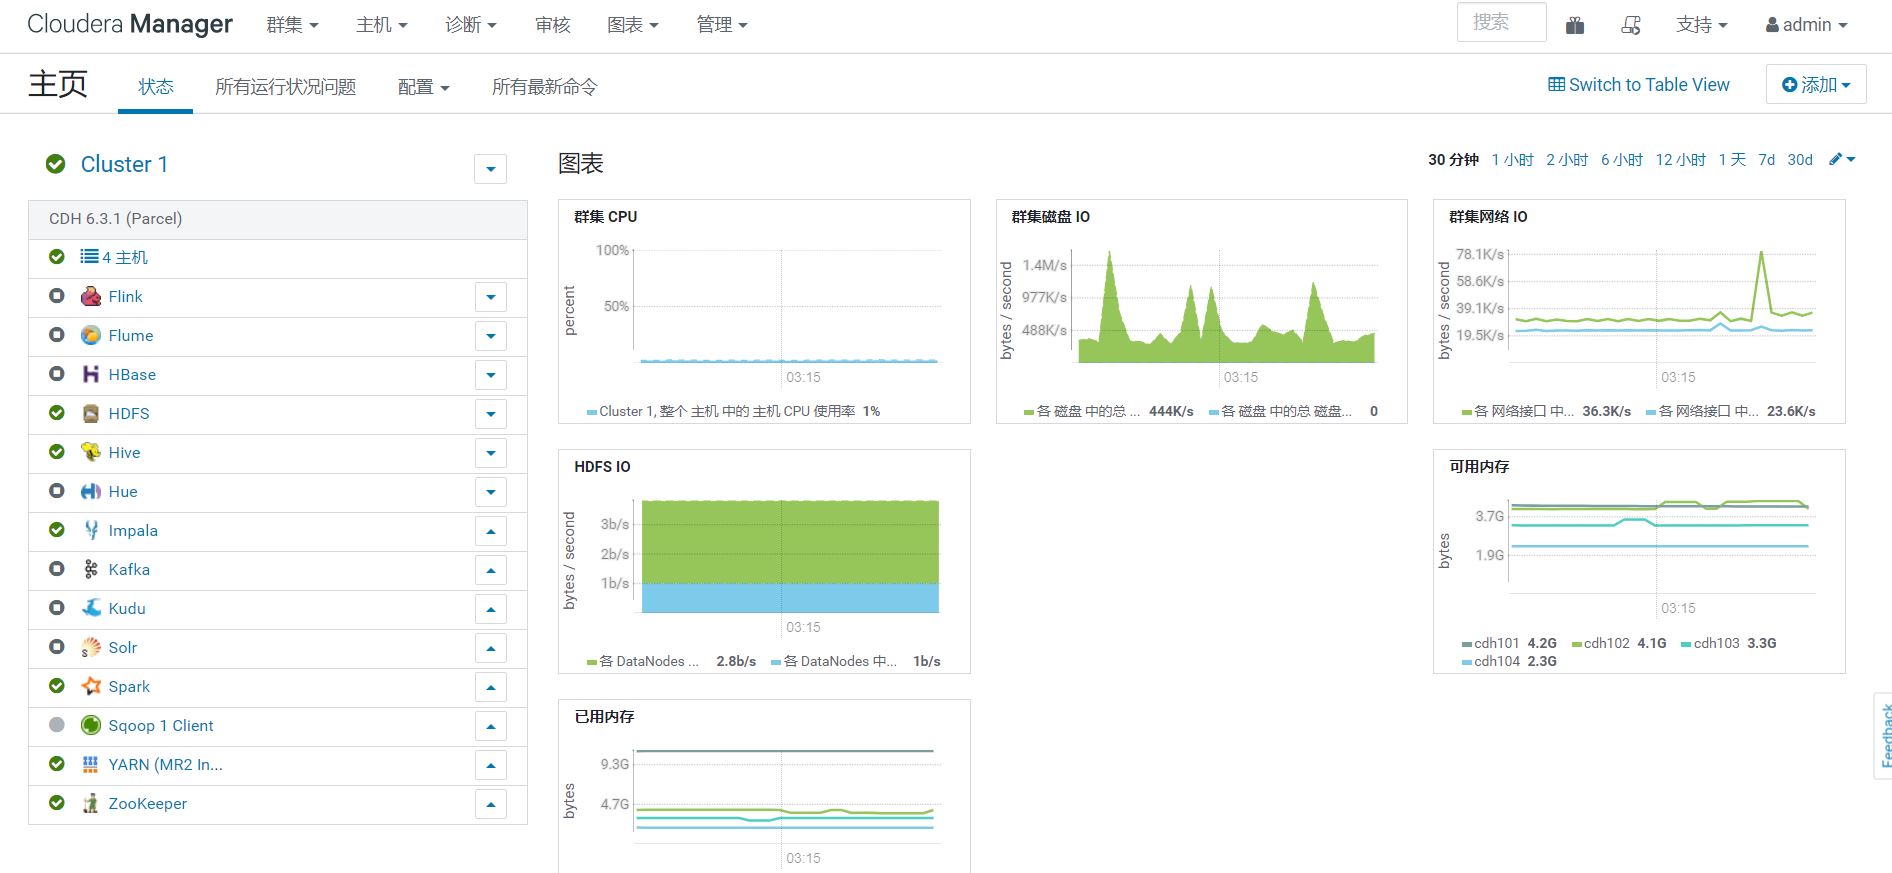 Cloudera Manager 群集 主机 诊断 审核 图表 管理 搜索 支持 admin
主页 状态 所有运行状况问题 配置 所有最新命令 Switch to Table View 添加
Cluster 1
CDH 6.3.1 (Parcel)
4 主机
Flink
Flume
HBase
HDFS
Hive
Hue
Impala
Kafka
Kudu
Solr
Spark
Sqoop 1 Client
YARN (MR2 In...
ZooKeeper
图表
30 分钟 1 小时 2 小时 6 小时 12 小时 1 天 7d 30d
群集 CPU
percent
100%
50%
03:15
Cluster 1, 整个 主机 中的 主机 CPU 使用率 1%
群集磁盘 IO
bytes / second
1.4M/s
977K/s
488K/s
03:15
各 磁盘 中的总 ... 444K/s 各 磁盘 中的总 磁盘... 0
群集网络 IO
bytes / second
78.1K/s
58.6K/s
39.1K/s
19.5K/s
03:15
各 网络接口 中... 36.3K/s 各 网络接口 中... 23.6K/s
HDFS IO
bytes / second
3b/s
2b/s
1b/s
03:15
各 DataNodes ... 2.8b/s 各 DataNodes 中... 1b/s
可用内存
bytes
3.7G
1.9G
03:15
cdh101 4.2G cdh102 4.1G cdh103 3.3G
cdh104 2.3G
已用内存
bytes
9.3G
4.7G
03:15
Feedback